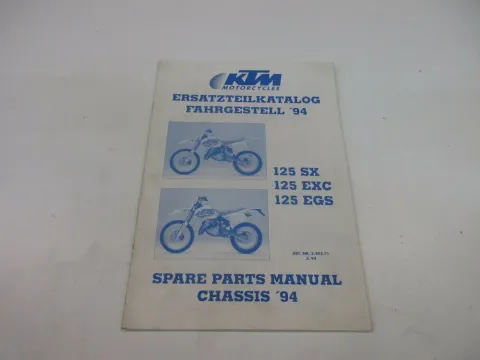 KTM
MOTORCYCLES
ERSATZTEILKATALOG
FAHRGESTELL ´94
125 SX
125 EXC
125 EGS
SPARE PARTS MANUAL
CHASSIS ´94